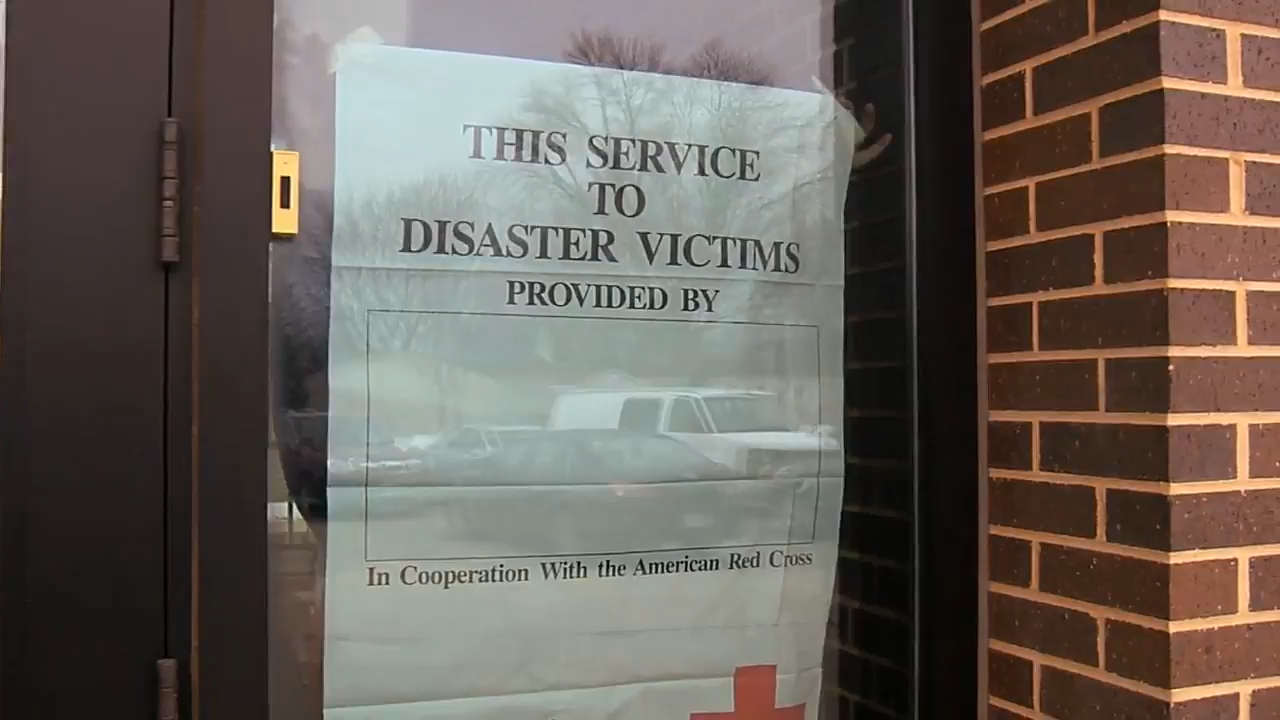 THIS SERVICE
TO
DISASTER VICTIMS
PROVIDED BY
In Cooperation With the American Red Cross